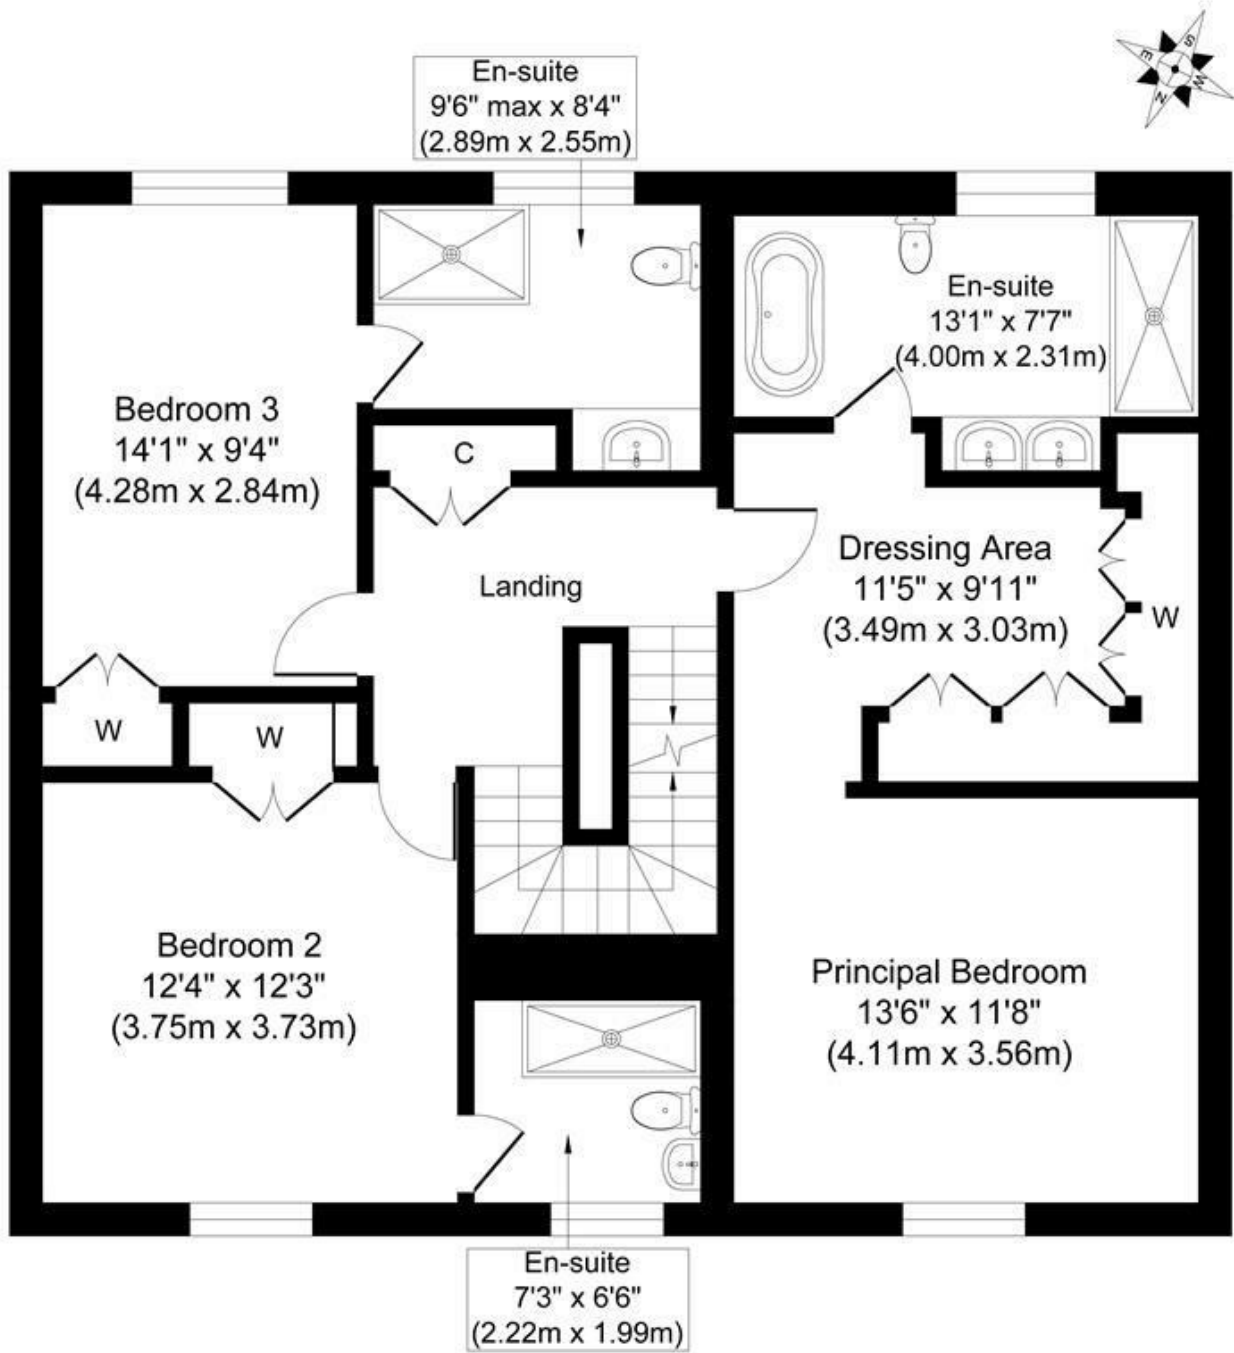 S
E
W
N
En-suite
9'6" max x 8'4"
(2.89m x 2.55m)
En-suite
13'1" x 7'7"
(4.00m x 2.31m)
Bedroom 3
14'1" x 9'4"
(4.28m x 2.84m)
C
Landing
Dressing Area
11'5" x 9'11"
(3.49m x 3.03m)
W
W
W
Bedroom 2
12'4" x 12'3"
(3.75m x 3.73m)
Principal Bedroom
13'6" x 11'8"
(4.11m x 3.56m)
En-suite
7'3" x 6'6"
(2.22m x 1.99m)